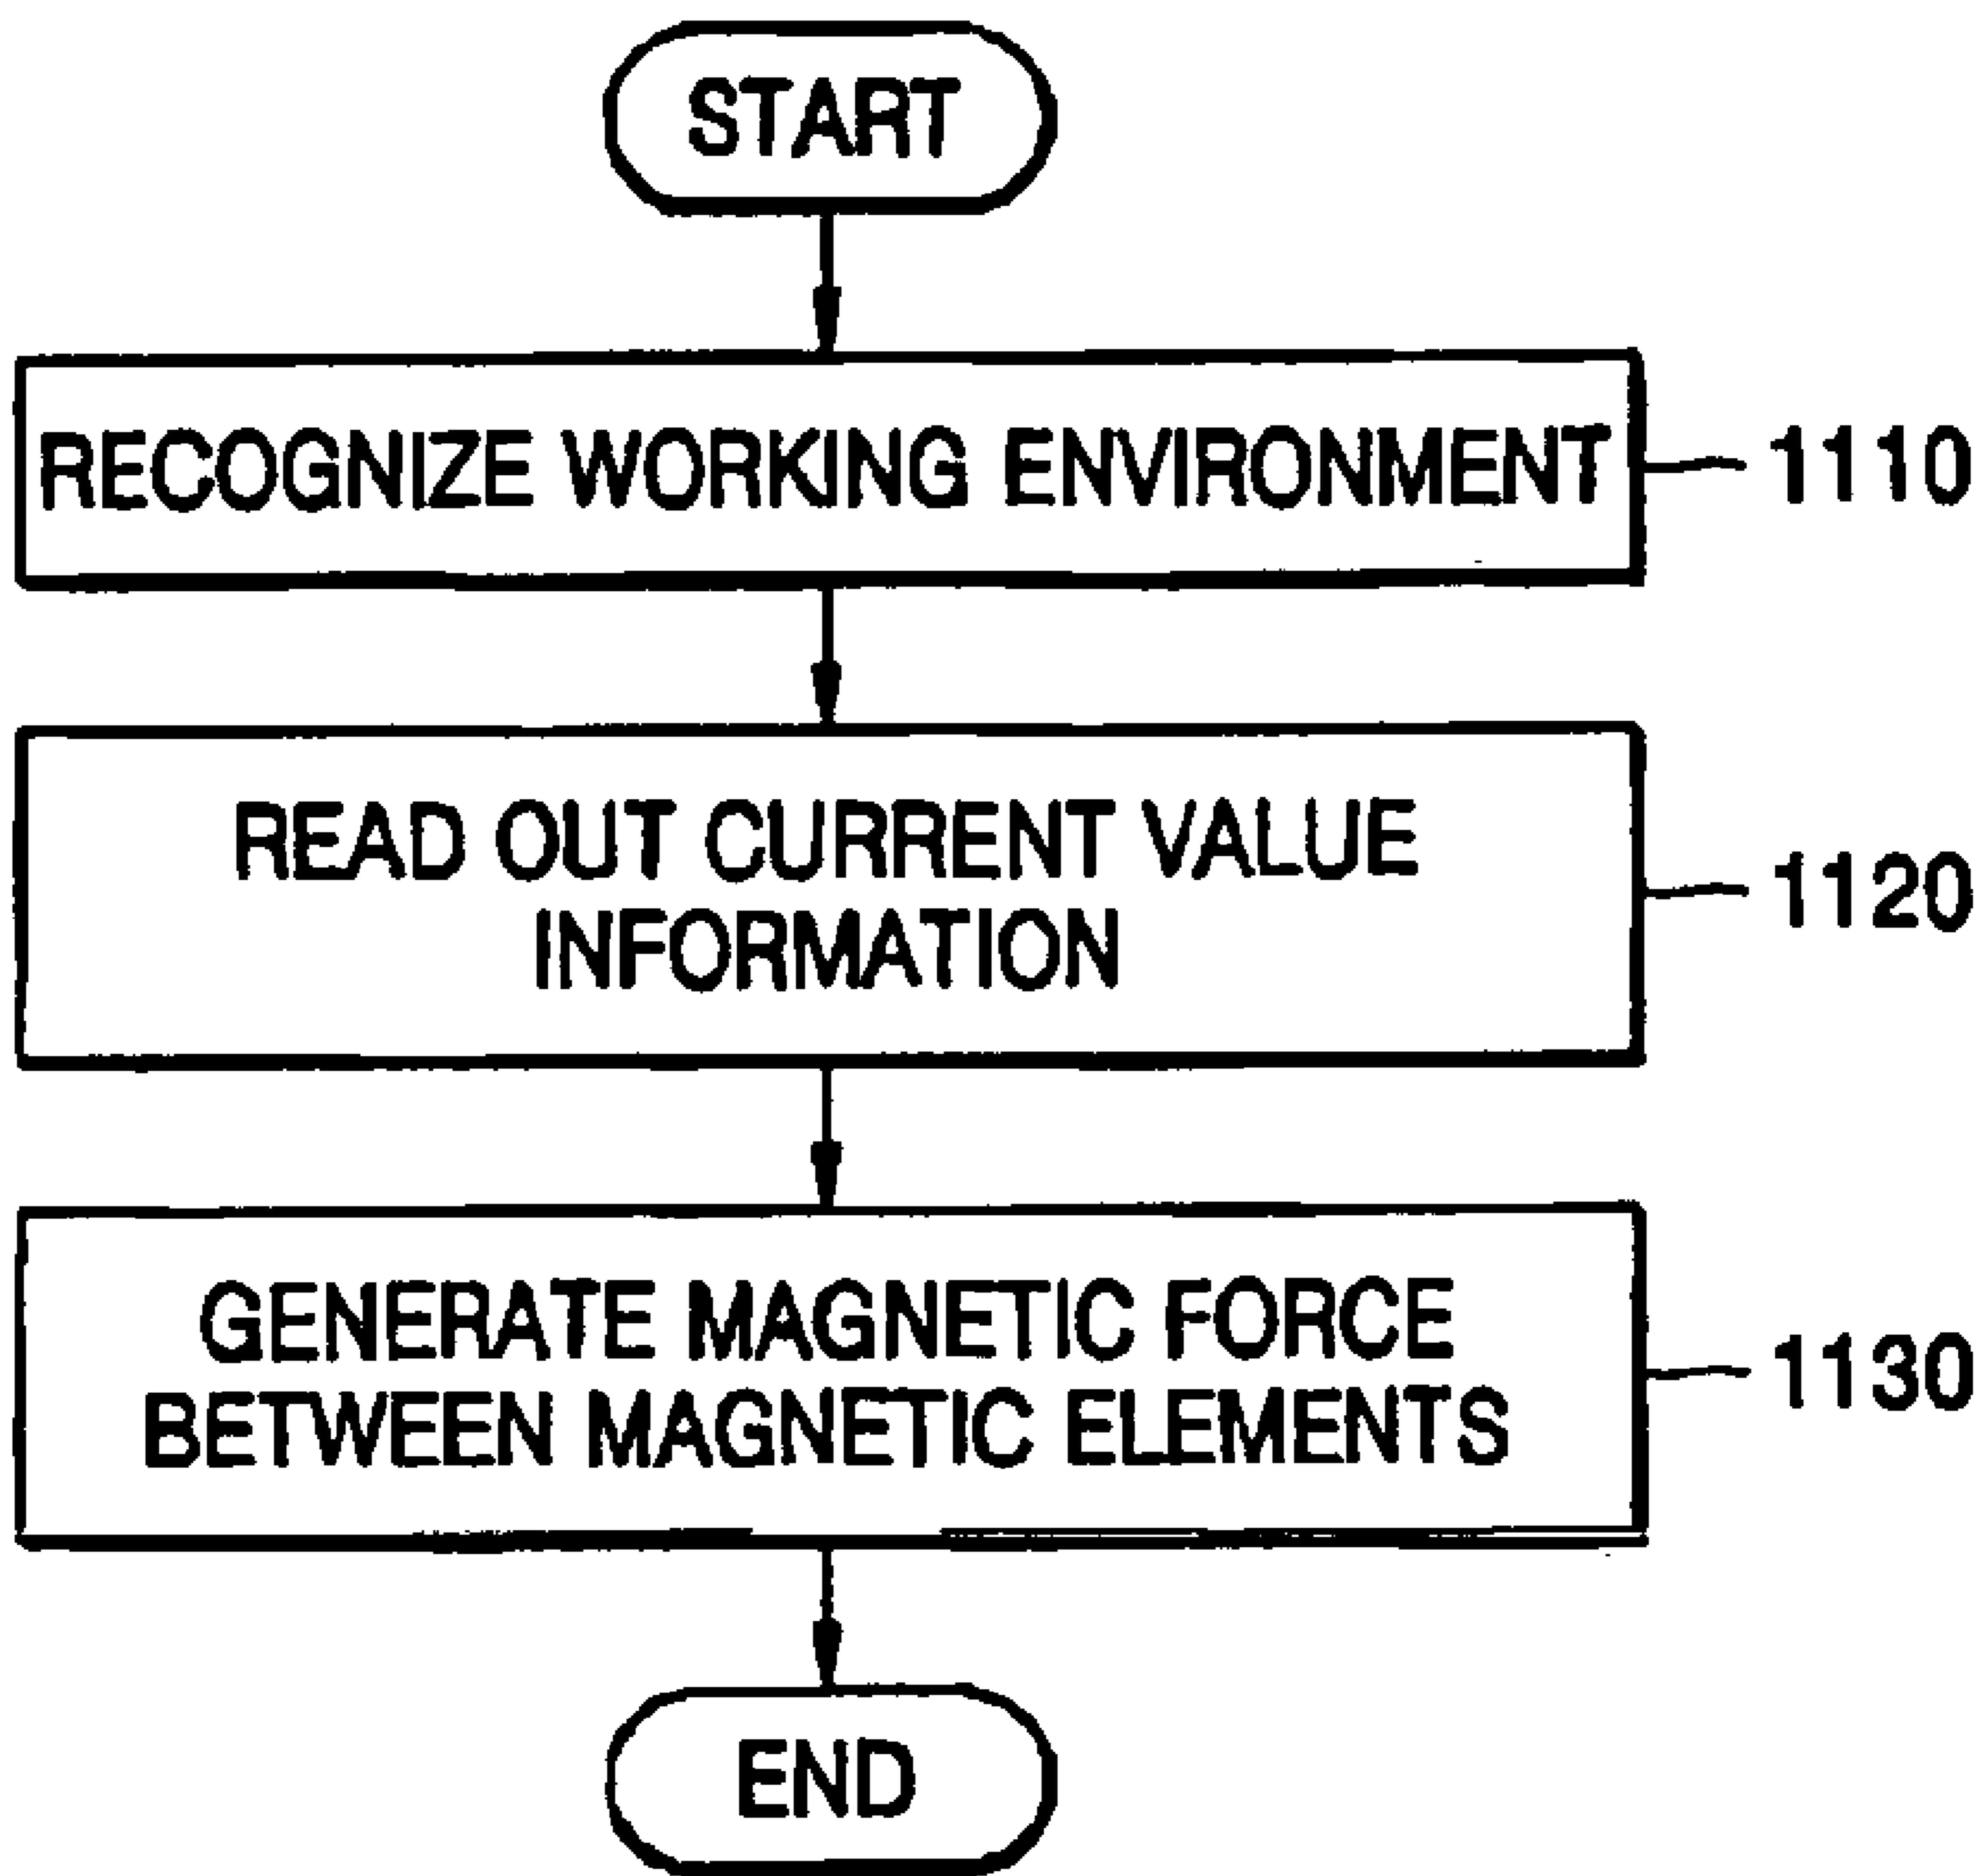 START
RECOGNIZE WORKING ENVIRONMENT
1110
READ OUT CURRENT VALUE
INFORMATION
1120
GENERATE MAGNETIC FORCE
BETWEEN MAGNETIC ELEMENTS
1130
END